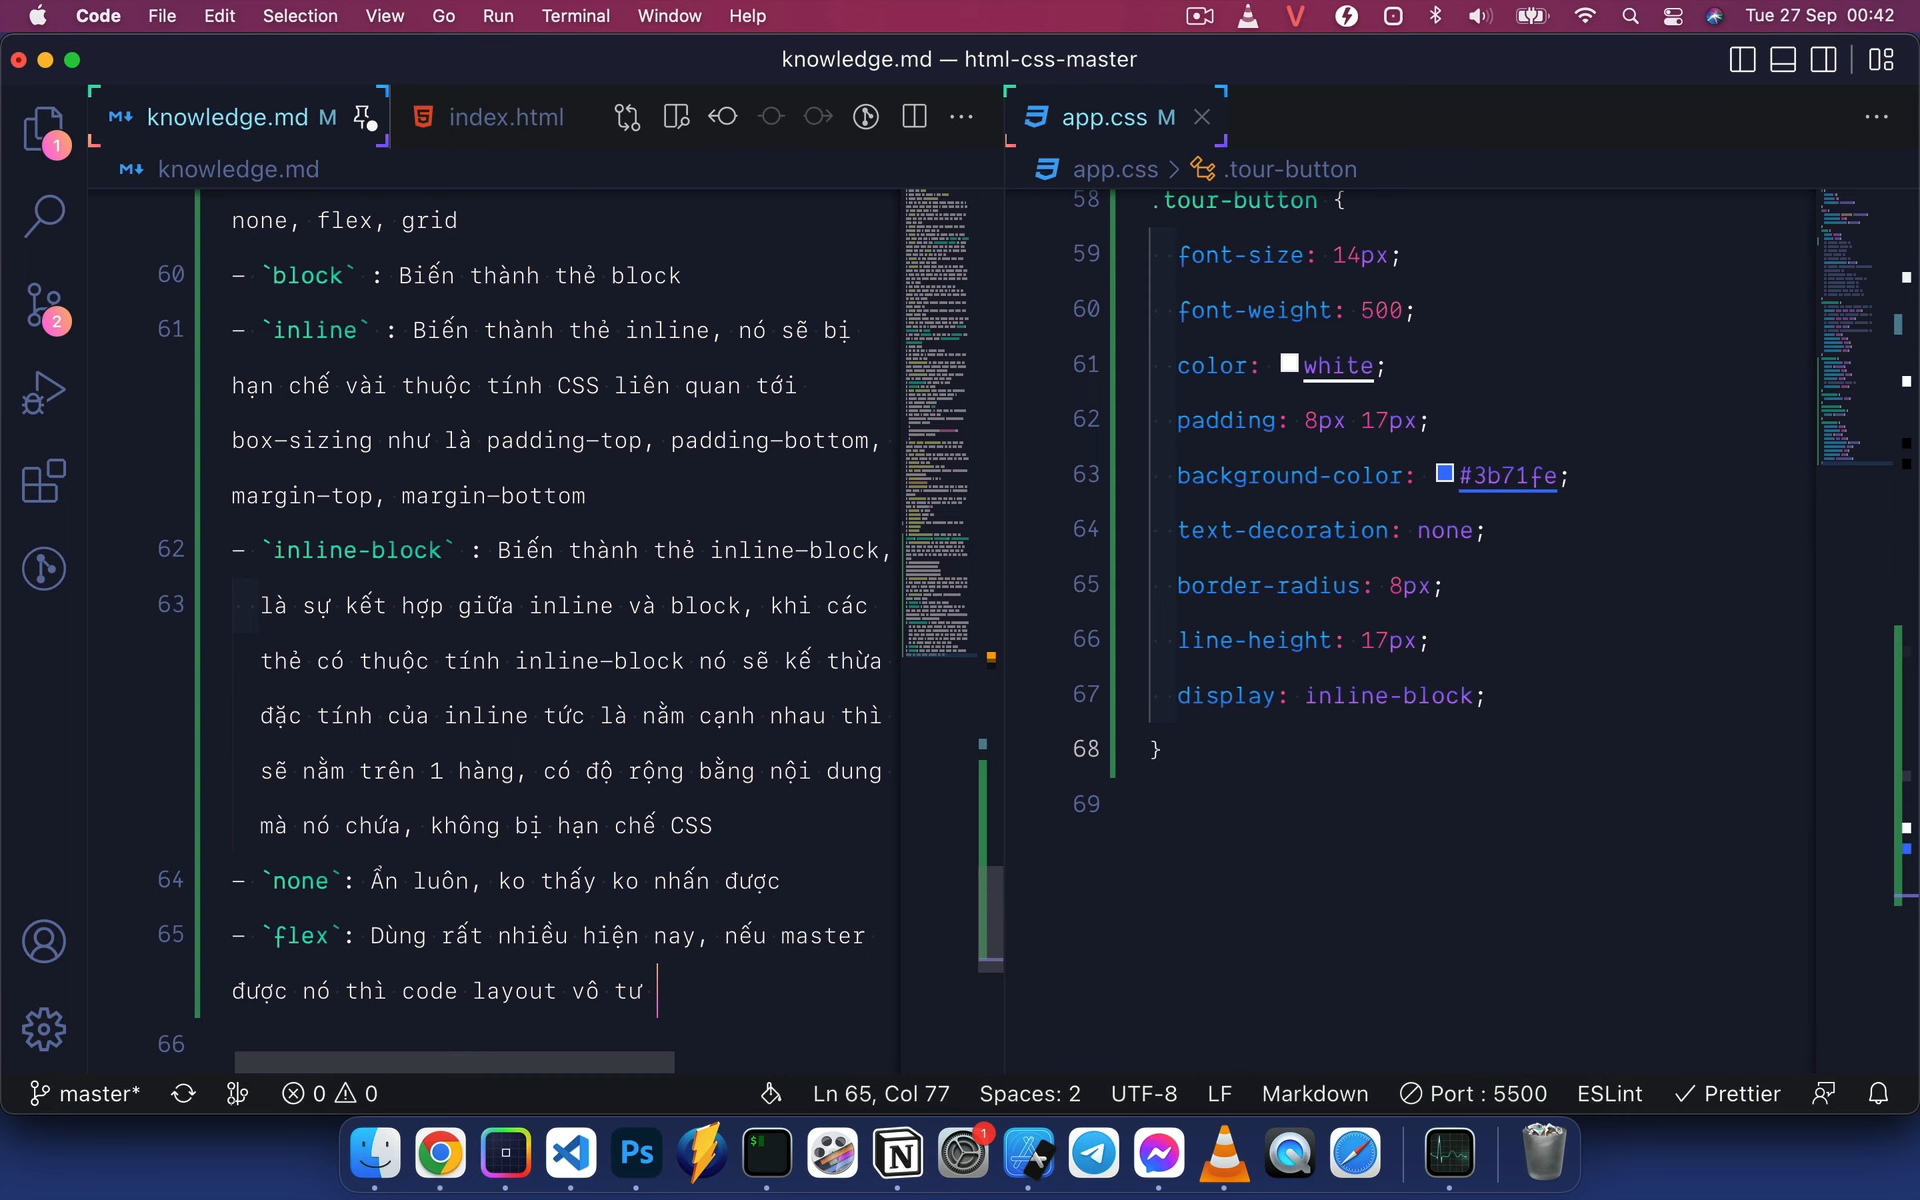 Code File Edit Selection View Go Run Terminal Window Help Tue 27 Sep 00:42
knowledge.md — html-css-master
knowledge.md M index.html
knowledge.md
none, flex, grid
60 - `block` : Biến thành thẻ block
61 - `inline` : Biến thành thẻ inline, nó sẽ bị
hạn chế vài thuộc tính CSS liên quan tới
box-sizing như là padding-top, padding-bottom,
margin-top, margin-bottom
62 - `inline-block` : Biến thành thẻ inline-block,
63 là sự kết hợp giữa inline và block, khi các
thẻ có thuộc tính inline-block nó sẽ kế thừa
đặc tính của inline tức là nằm cạnh nhau thì
sẽ nằm trên 1 hàng, có độ rộng bằng nội dung
mà nó chứa, không bị hạn chế CSS
64 - `none`: Ẩn luôn, ko thấy ko nhấn được
65 - `flex`: Dùng rất nhiều hiện nay, nếu master
được nó thì code layout vô tư
66
app.css M
app.css > .tour-button
58 .tour-button {
59 font-size: 14px;
60 font-weight: 500;
61 color: white;
62 padding: 8px 17px;
63 background-color: #3b71fe;
64 text-decoration: none;
65 border-radius: 8px;
66 line-height: 17px;
67 display: inline-block;
68 }
69
1
2
master* 0 0 Ln 65, Col 77 Spaces: 2 UTF-8 LF Markdown Port : 5500 ESLint Prettier
Ps
$
N
1